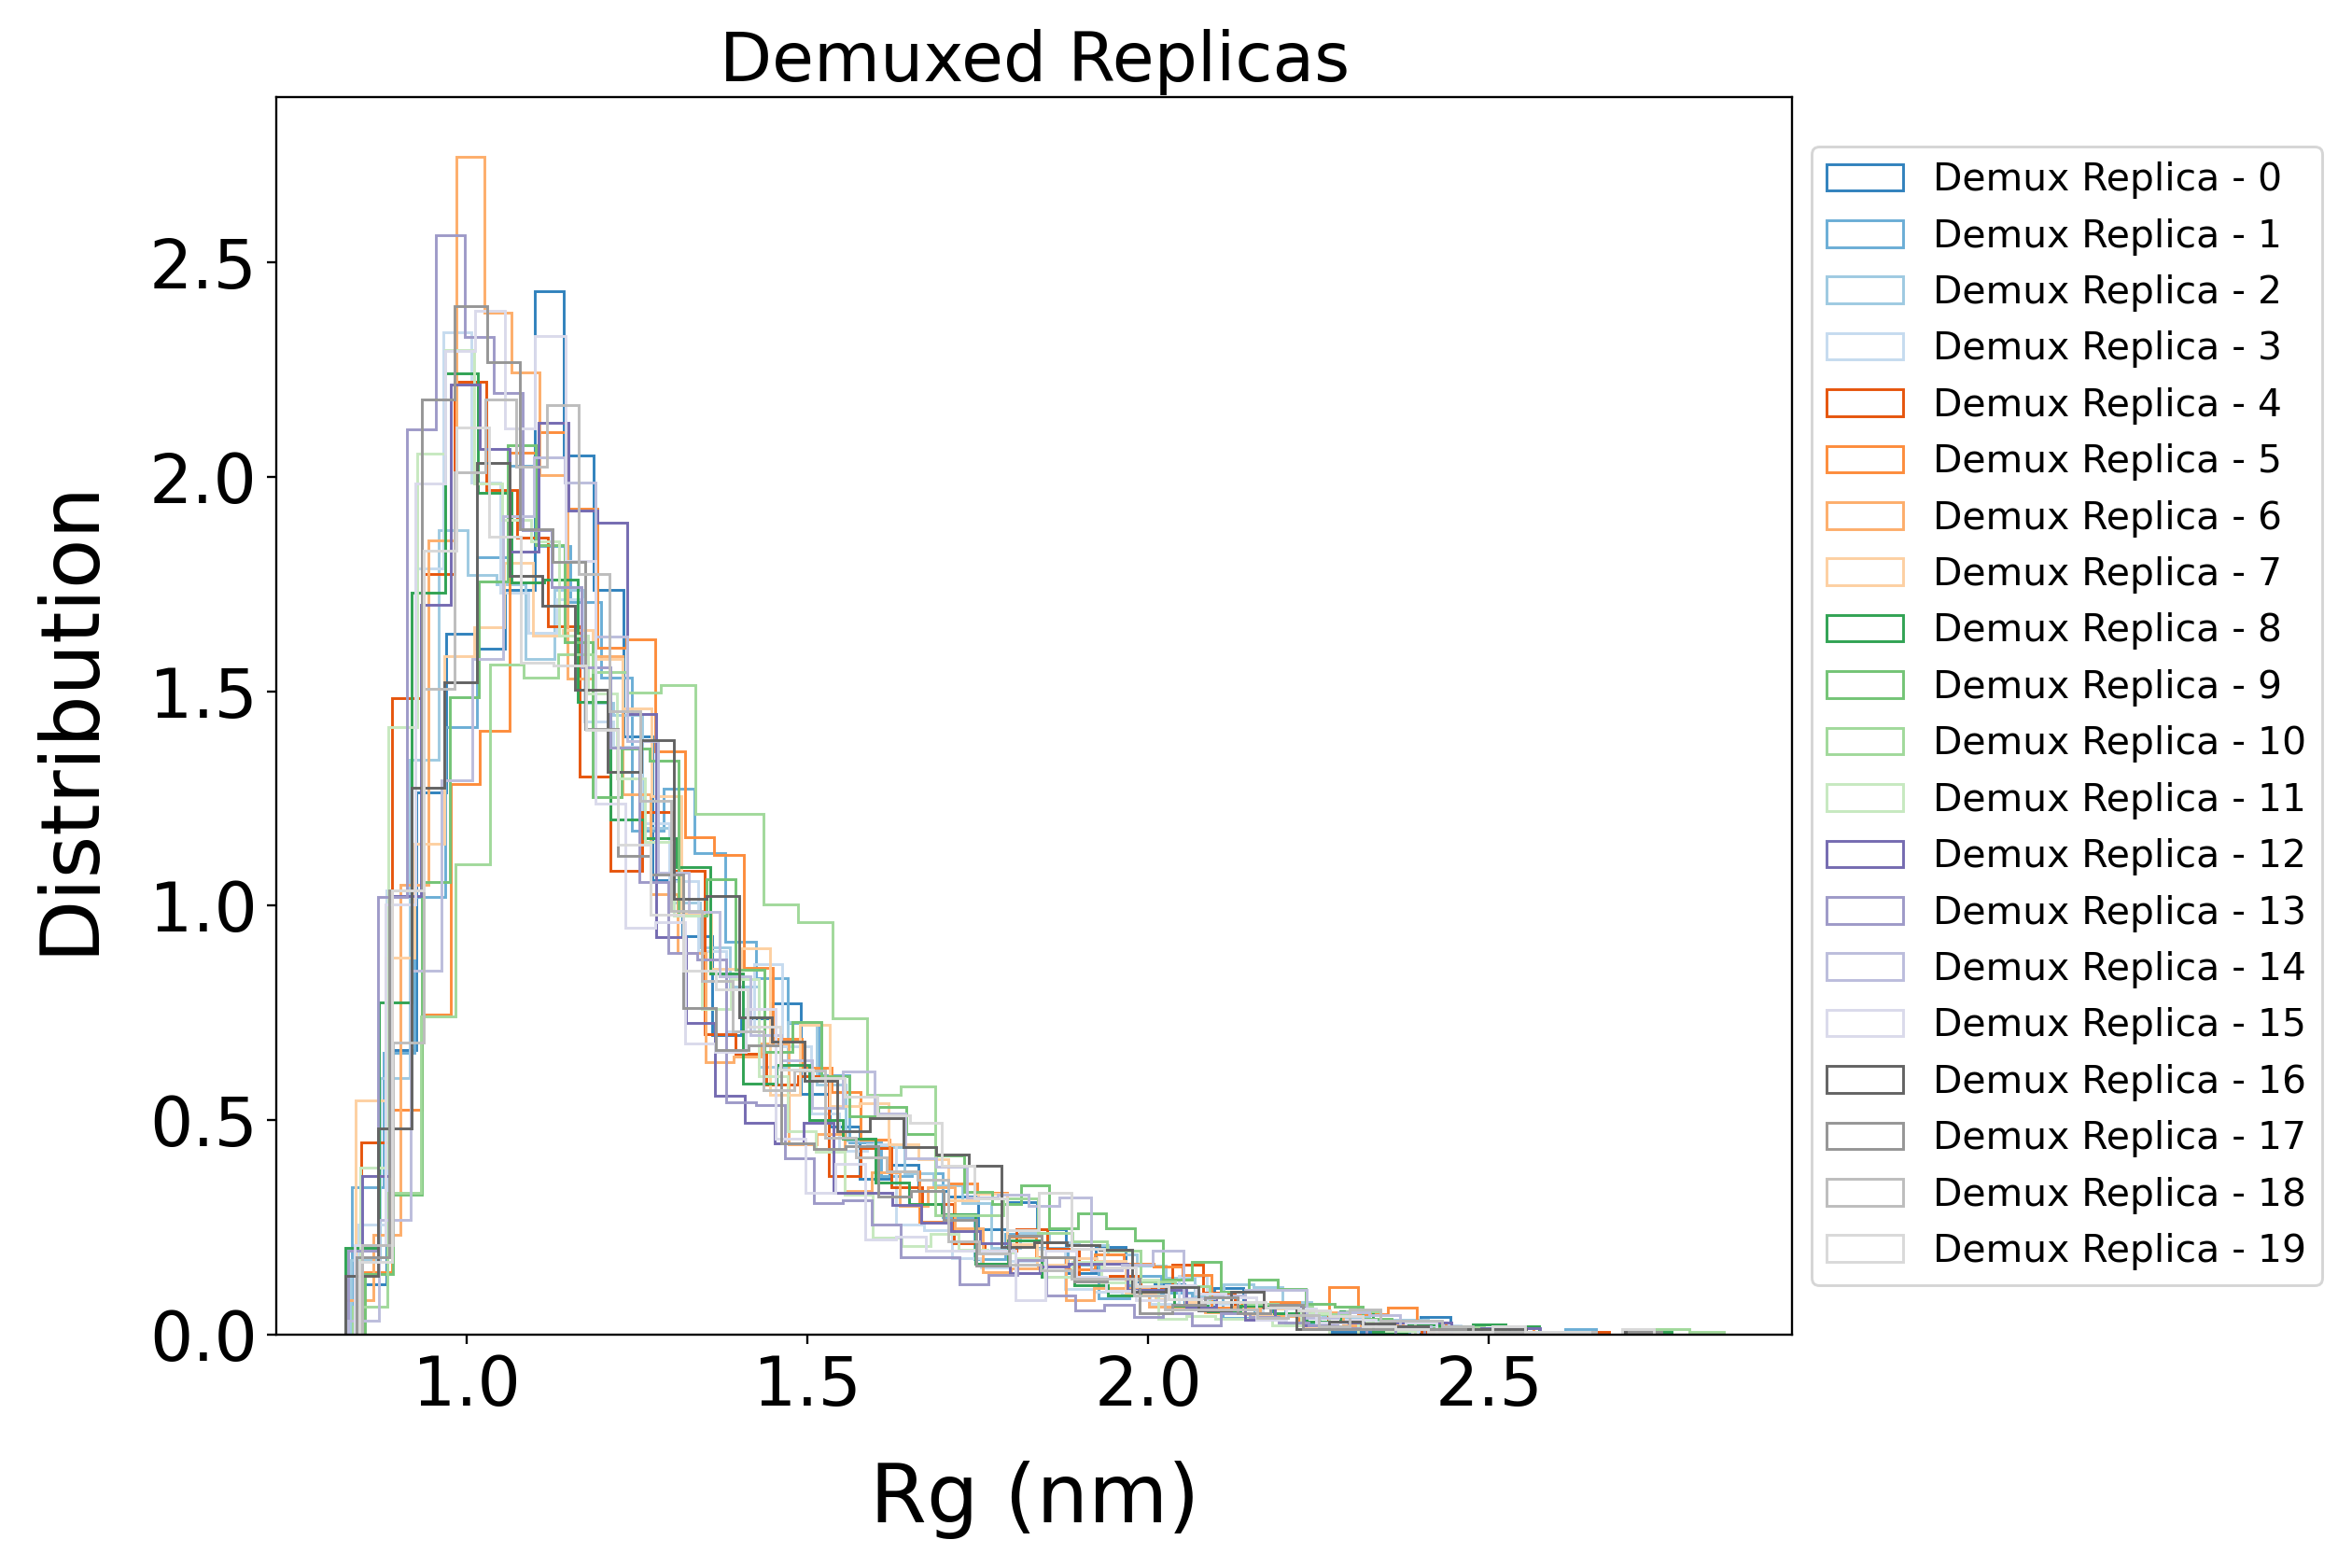 Demuxed Replicas
Distribution
2.5
2.0
1.5
1.0
0.5
0.0
1.0 1.5 2.0 2.5
Rg (nm)
Demux Replica - 0
Demux Replica - 1
Demux Replica - 2
Demux Replica - 3
Demux Replica - 4
Demux Replica - 5
Demux Replica - 6
Demux Replica - 7
Demux Replica - 8
Demux Replica - 9
Demux Replica - 10
Demux Replica - 11
Demux Replica - 12
Demux Replica - 13
Demux Replica - 14
Demux Replica - 15
Demux Replica - 16
Demux Replica - 17
Demux Replica - 18
Demux Replica - 19